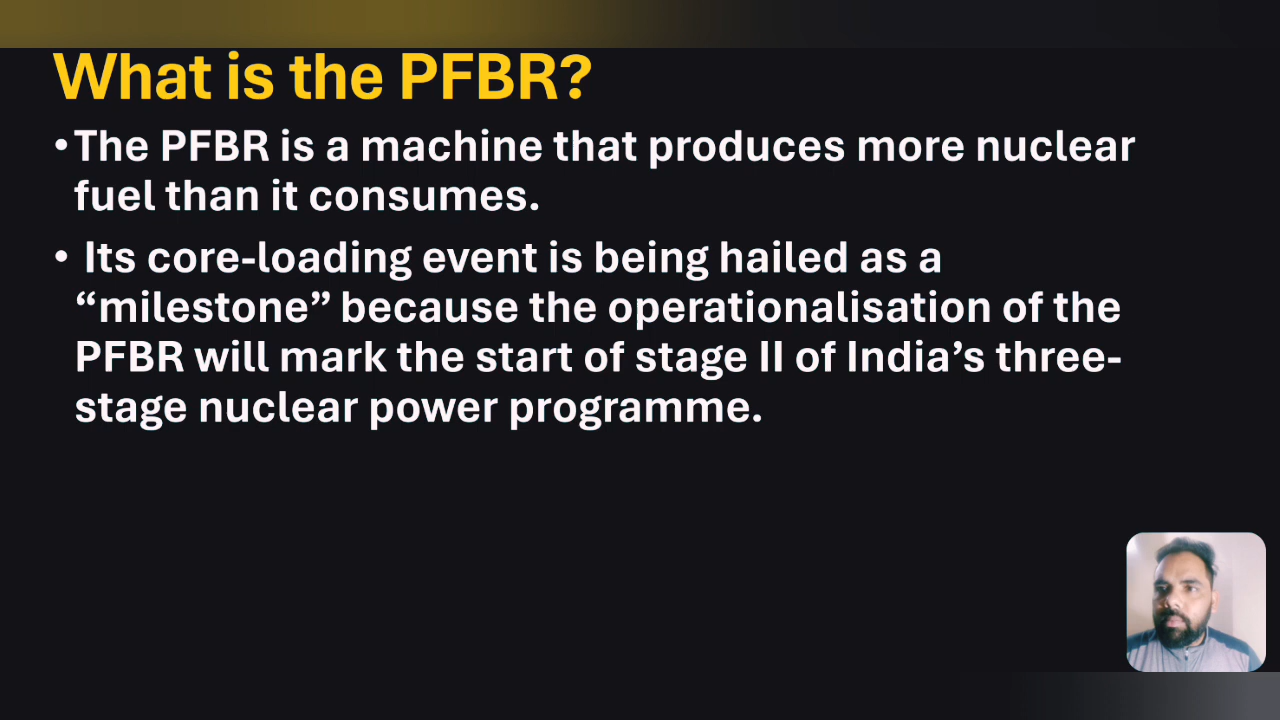 What is the PFBR?
•The PFBR is a machine that produces more nuclear
fuel than it consumes.
• Its core-loading event is being hailed as a
“milestone” because the operationalisation of the
PFBR will mark the start of stage II of India’s three-
stage nuclear power programme.